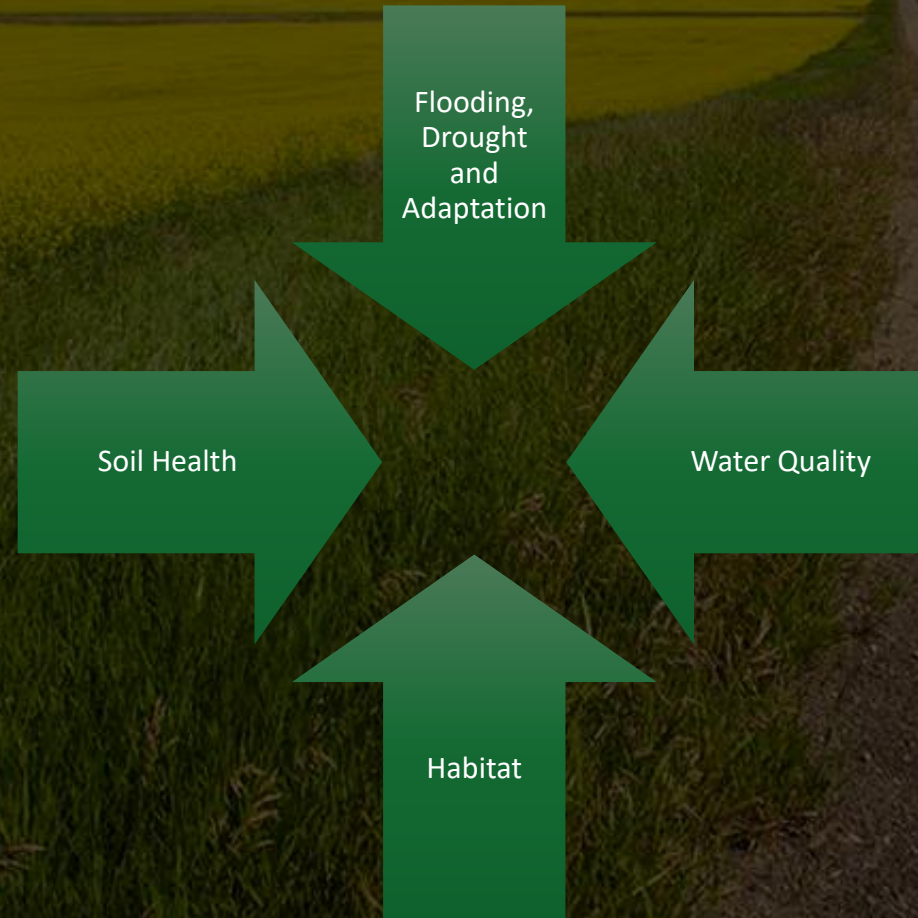 Flooding,
Drought
and
Adaptation
Soil Health
Water Quality
Habitat